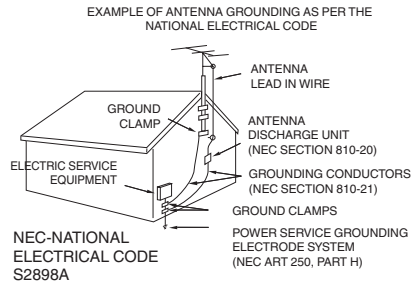 EXAMPLE OF ANTENNA GROUNDING AS PER THE
NATIONAL ELECTRICAL CODE
ANTENNA
LEAD IN WIRE
GROUND
CLAMP
ANTENNA
DISCHARGE UNIT
(NEC SECTION 810-20)
ELECTRIC SERVICE
EQUIPMENT
GROUNDING CONDUCTORS
(NEC SECTION 810-21)
GROUND CLAMPS
POWER SERVICE GROUNDING
ELECTRODE SYSTEM
(NEC ART 250, PART H)
NEC-NATIONAL
ELECTRICAL CODE
S2898A